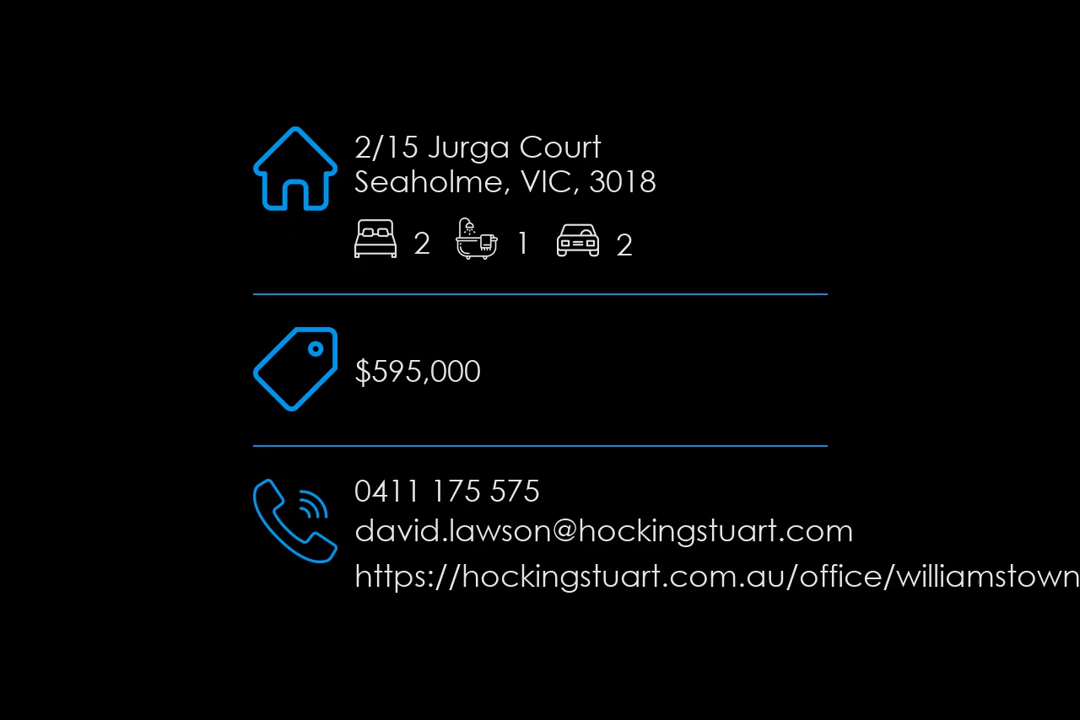 2/15 Jurga Court
Seaholme, VIC, 3018
2 1 2
$595,000
0411 175 575
david.lawson@hockingstuart.com
https://hockingstuart.com.au/office/williamstown